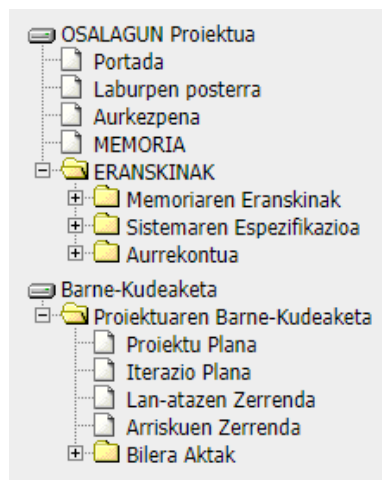 OSALAGUN Proiektua
Portada
Laburpen posterra
Aurkezpena
MEMORIA
ERANSKINAK
Memoriaren Eranskinak
Sistemaren Espezifikazioa
Aurrekontua
Barne-Kudeaketa
Proiektuaren Barne-Kudeaketa
Proiektu Plana
Iterazio Plana
Lan-atazen Zerrenda
Arriskuen Zerrenda
Bilera Aktak